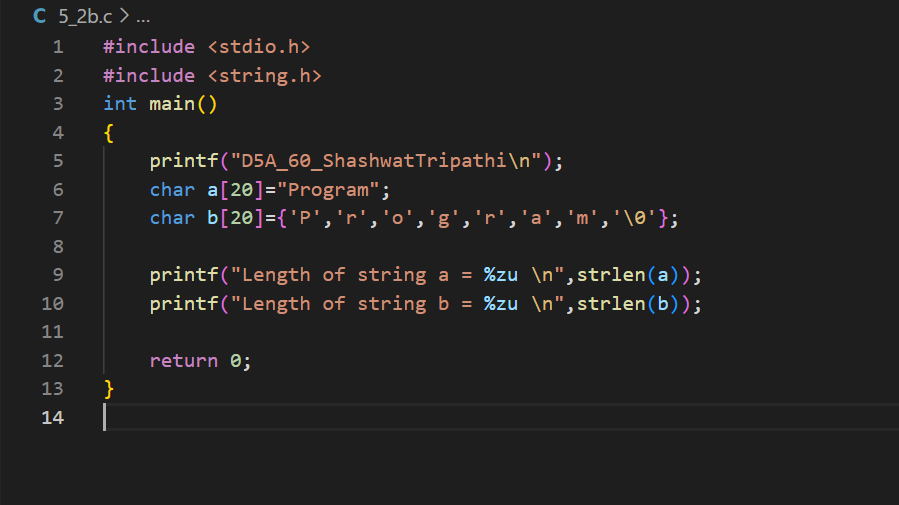 C 5_2b.c > ...
1 #include <stdio.h>
2 #include <string.h>
3 int main()
4 {
5     printf("D5A_60_ShashwatTripathi\n");
6     char a[20]="Program";
7     char b[20]={'P','r','o','g','r','a','m','\0'};
8
9     printf("Length of string a = %zu \n",strlen(a));
10     printf("Length of string b = %zu \n",strlen(b));
11
12     return 0;
13 }
14